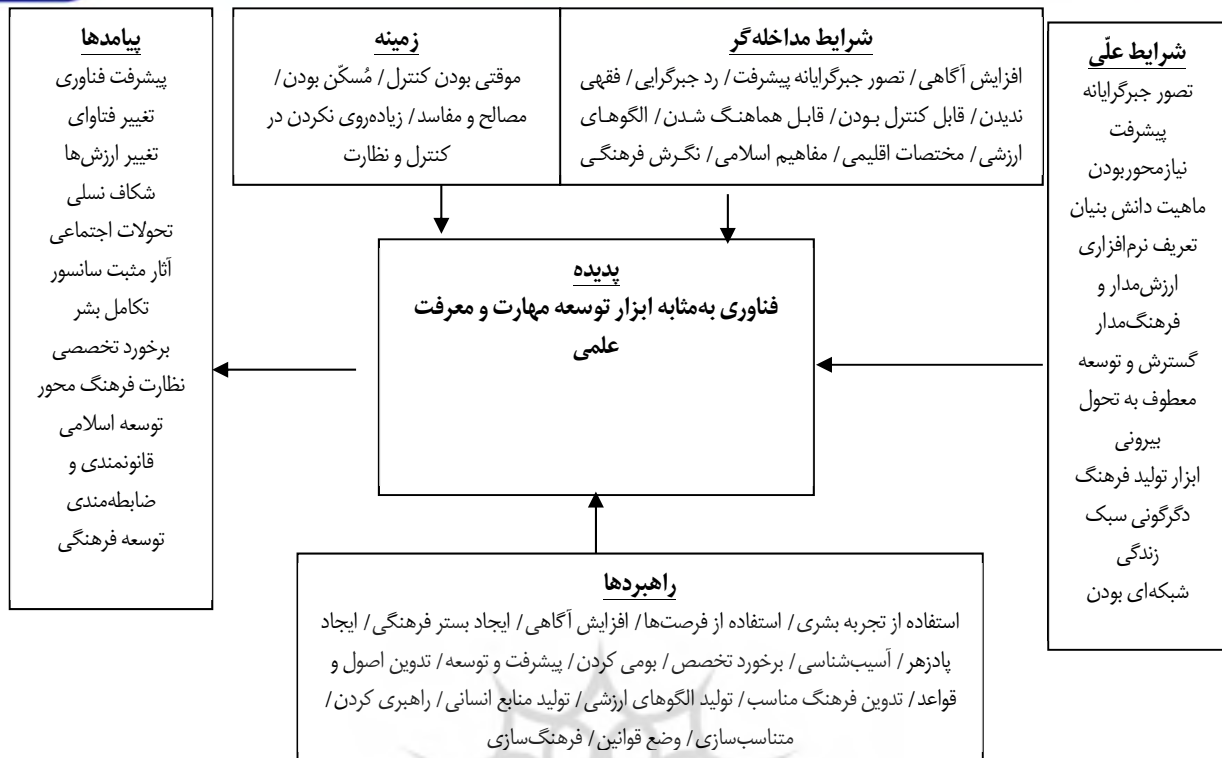 شرایط علّی
تصور جبرگرایانه
پیشرفت
نیازمحوربودن
ماهیت دانش بنیان
تعریف نرم‌افزاری
ارزش‌مدار و
فرهنگ‌مدار
گسترش و توسعه
معطوف به تحول
بیرونی
ابزار تولید فرهنگ
دگرگونی سبک
زندگی
شبکه‌ای بودن
شرایط مداخله‌گر
افزایش آگاهی/ تصور جبرگرایانه پیشرفت/ رد جبرگرایی/ فقهی
ندیدن/ قابل کنترل بودن/ قابل هماهنگ شدن/ الگوهای
ارزشی/ مختصات اقلیمی/ مفاهیم اسلامی/ نگرش فرهنگی
زمینه
موقتی بودن کنترل/ مُسکّن بودن/
مصالح و مفاسد/ زیاده‌روی نکردن در
کنترل و نظارت
پدیده
فناوری به‌مثابه ابزار توسعه مهارت و معرفت
علمی
راهبردها
استفاده از تجربه بشری/ استفاده از فرصت‌ها/ افزایش آگاهی/ ایجاد بستر فرهنگی/ ایجاد
پادزهر/ آسیب‌شناسی/ برخورد تخصص/ بومی کردن/ پیشرفت و توسعه/ تدوین اصول و
قواعد/ تدوین فرهنگ مناسب/ تولید الگوهای ارزشی/ تولید منابع انسانی/ راهبری کردن/
متناسب‌سازی/ وضع قوانین/ فرهنگ‌سازی
پیامدها
پیشرفت فناوری
تغییر فتاوای
تغییر ارزش‌ها
شکاف نسلی
تحولات اجتماعی
آثار مثبت سانسور
تکامل بشر
برخورد تخصصی
نظارت فرهنگ محور
توسعه اسلامی
قانونمندی و
ضابطه‌مندی
توسعه فرهنگی